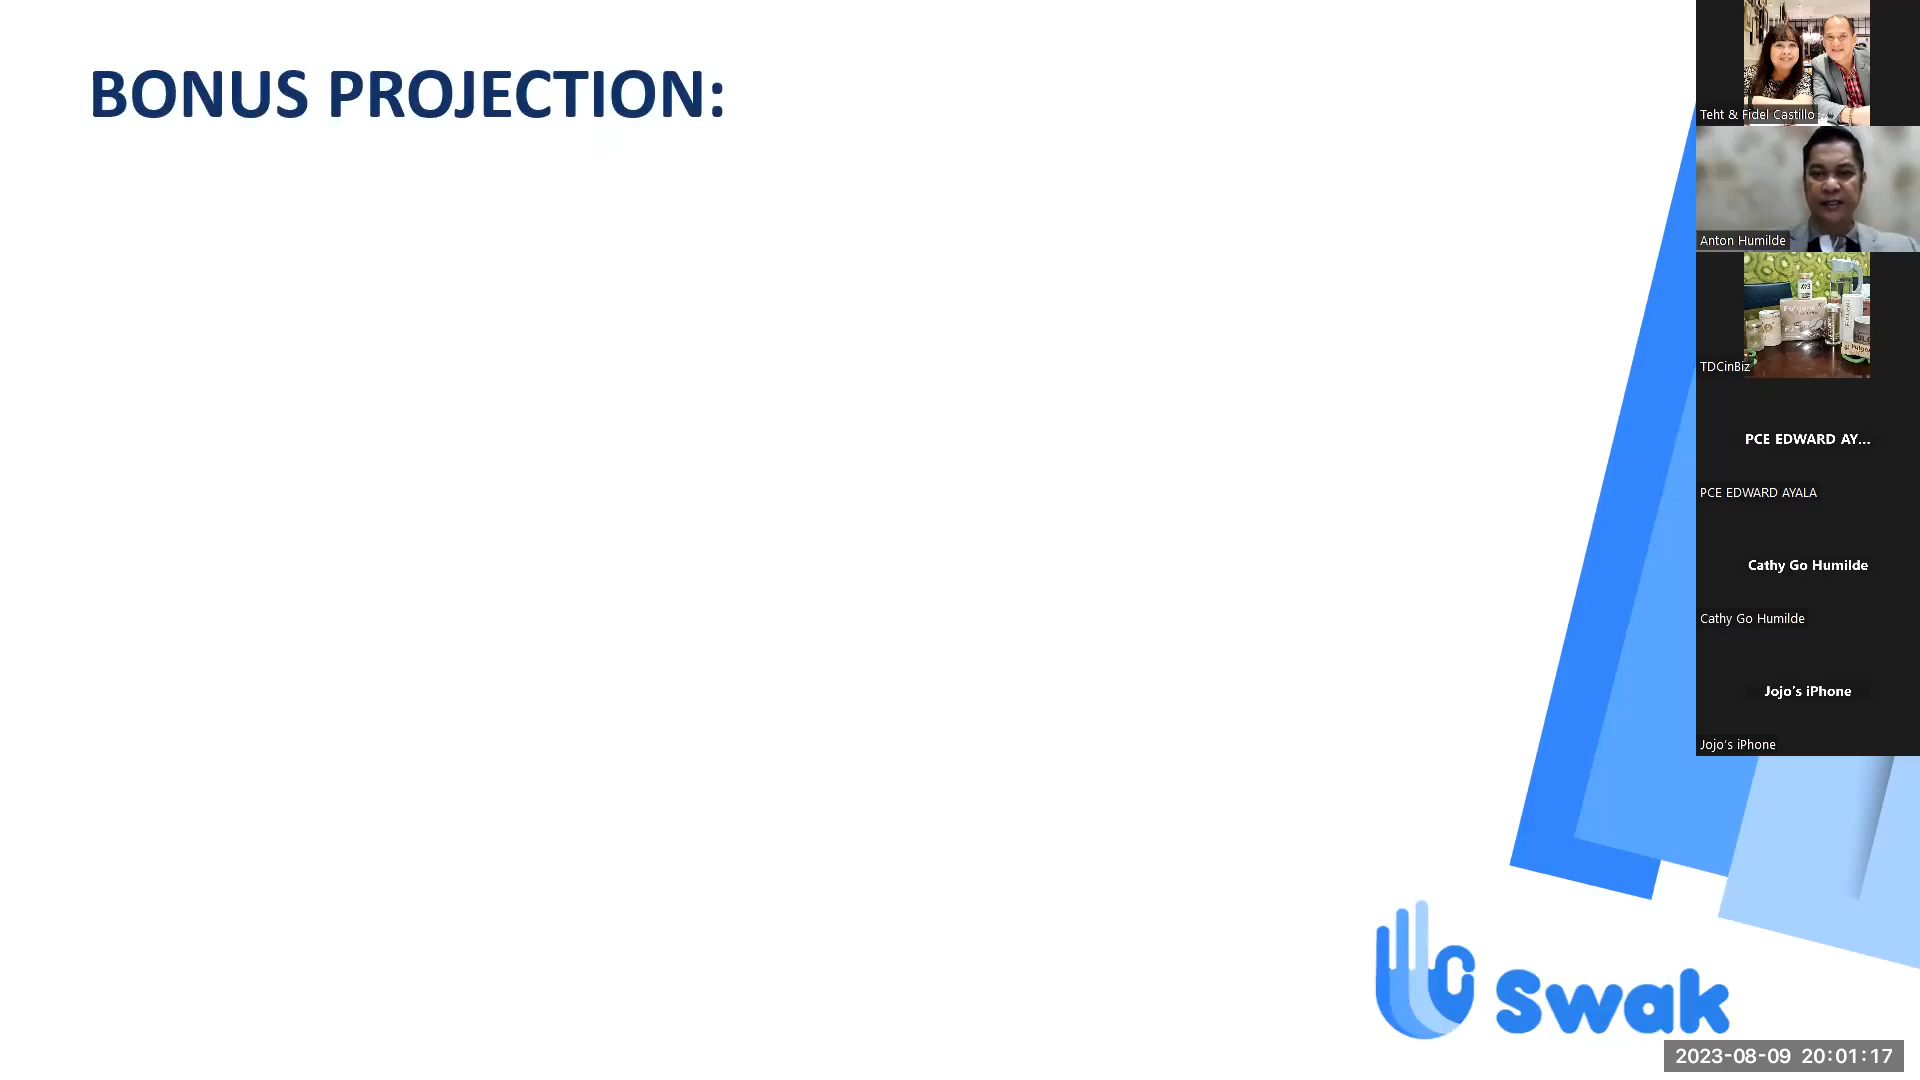 BONUS PROJECTION:
Teht & Fidel Castillo
Anton Humilde
TDCinBiz
PCE EDWARD AY...
PCE EDWARD AYALA
Cathy Go Humilde
Cathy Go Humilde
Jojo's iPhone
Jojo's iPhone
Swak
2023-08-09 20:01:17